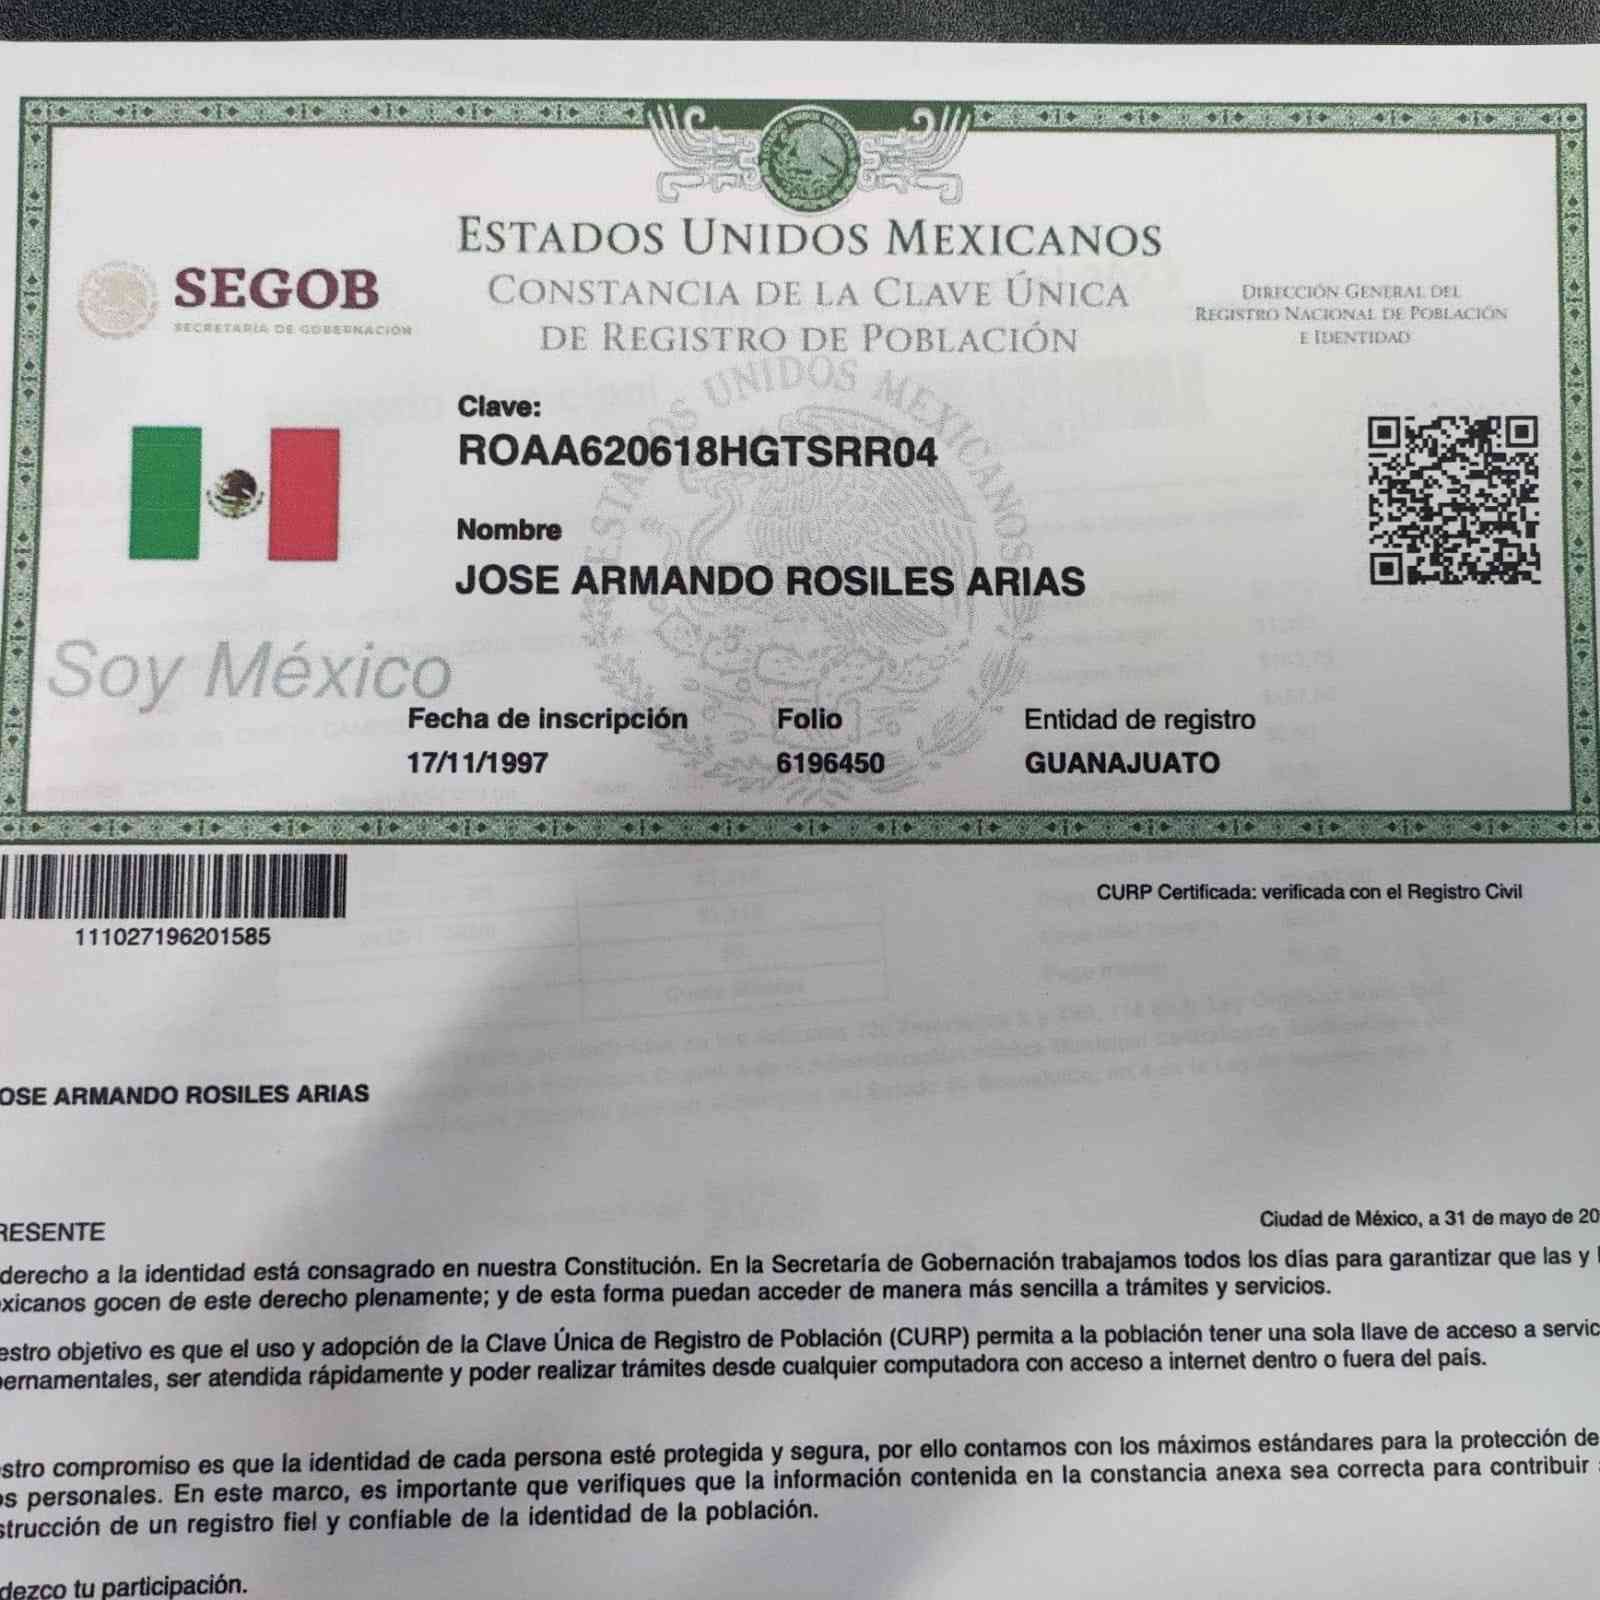 ESTADOS UNIDOS MEXICANOS
CONSTANCIA DE LA CLAVE ÚNICA
DE REGISTRO DE POBLACIÓN
SEGOB
SECRETARÍA DE GOBERNACIÓN
DIRECCIÓN GENERAL DEL
REGISTRO NACIONAL DE POBLACIÓN
E IDENTIDAD
Clave:
ROAA620618HGTSRR04
Nombre
JOSE ARMANDO ROSILES ARIAS
ESTADOS UNIDOS MEXICANOS
Soy México
Fecha de inscripción Folio Entidad de registro
17/11/1997 6196450 GUANAJUATO
111027196201585
CURP Certificada: verificada con el Registro Civil
OSE ARMANDO ROSILES ARIAS
RESENTE
Ciudad de México, a 31 de mayo de 20
derecho a la identidad está consagrado en nuestra Constitución. En la Secretaría de Gobernación trabajamos todos los días para garantizar que las y l
xicanos gocen de este derecho plenamente; y de esta forma puedan acceder de manera más sencilla a trámites y servicios.
estro objetivo es que el uso y adopción de la Clave Única de Registro de Población (CURP) permita a la población tener una sola llave de acceso a servic
ernamentales, ser atendida rápidamente y poder realizar trámites desde cualquier computadora con acceso a internet dentro o fuera del país.
stro compromiso es que la identidad de cada persona esté protegida y segura, por ello contamos con los máximos estándares para la protección de
os personales. En este marco, es importante que verifiques que la información contenida en la constancia anexa sea correcta para contribuir a
strucción de un registro fiel y confiable de la identidad de la población.
dezco tu participación.